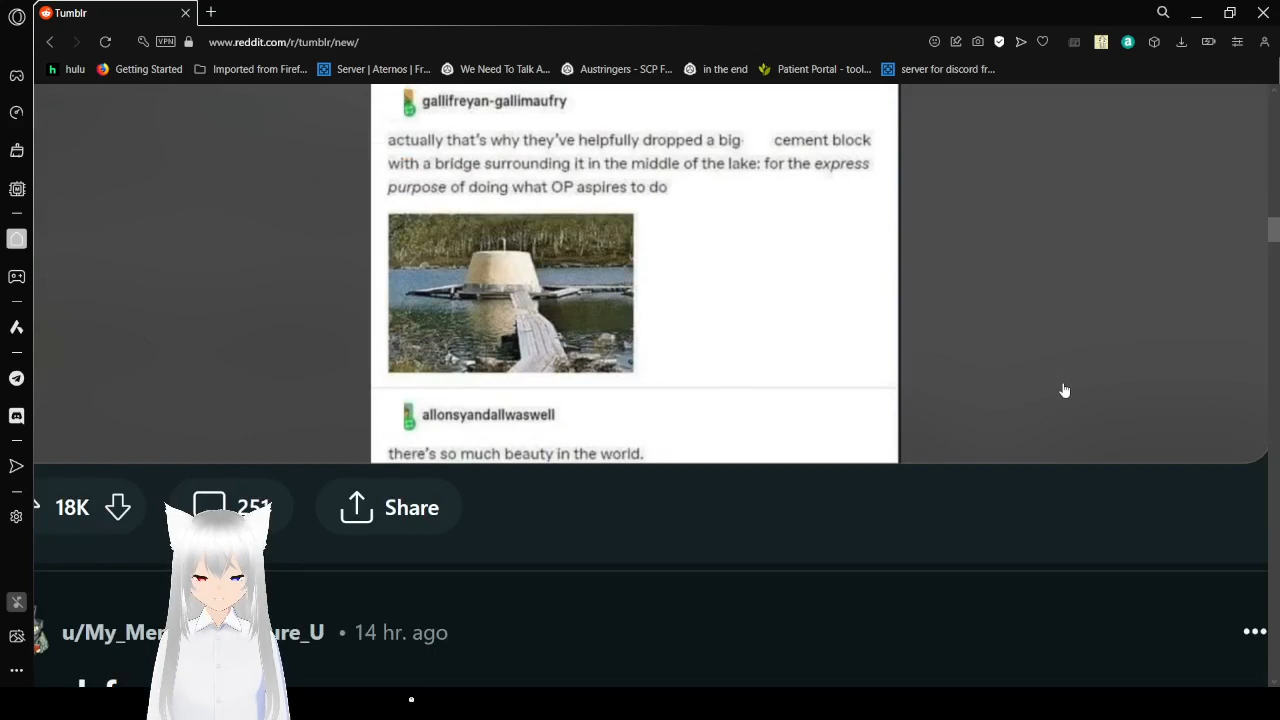 Tumblr
VPN
www.reddit.com/r/tumblr/new/
hulu
Getting Started
Imported from Firef...
Server | Aternos | Fr...
We Need To Talk A...
Austringers - SCP F...
in the end
Patient Portal - tool...
server for discord fr...
gallifreyan-gallimaufry
actually that's why they've helpfully dropped a big cement block
with a bridge surrounding it in the middle of the lake: for the express
purpose of doing what OP aspires to do
allonsyandallwaswell
there's so much beauty in the world.
18K
251
Share
• 14 hr. ago